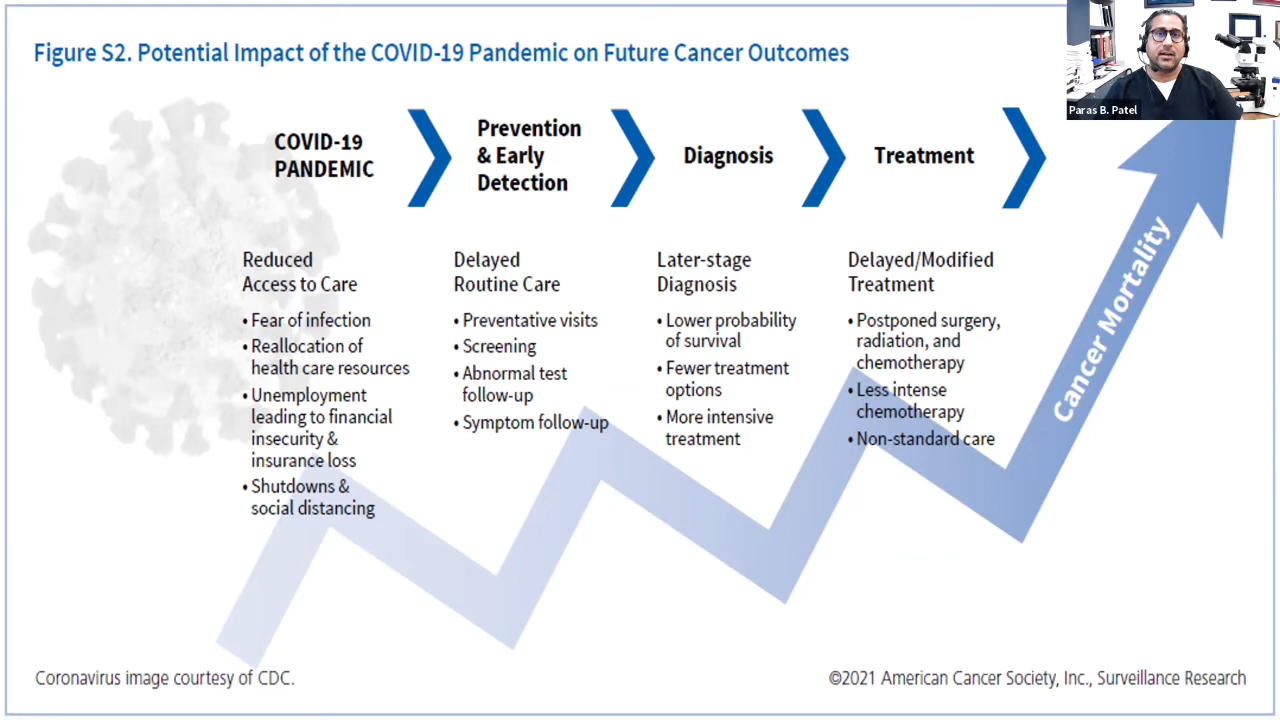 Figure S2. Potential Impact of the COVID-19 Pandemic on Future Cancer Outcomes
Paras B. Patel
COVID-19
PANDEMIC
Prevention
& Early
Detection
Diagnosis
Treatment
Reduced
Access to Care
• Fear of infection
• Reallocation of
health care resources
• Unemployment
leading to financial
insecurity &
insurance loss
• Shutdowns &
social distancing
Delayed
Routine Care
• Preventative visits
• Screening
• Abnormal test
follow-up
• Symptom follow-up
Later-stage
Diagnosis
• Lower probability
of survival
• Fewer treatment
options
• More intensive
treatment
Delayed/Modified
Treatment
• Postponed surgery,
radiation, and
chemotherapy
• Less intense
chemotherapy
• Non-standard care
Cancer Mortality
Coronavirus image courtesy of CDC.
©2021 American Cancer Society, Inc., Surveillance Research